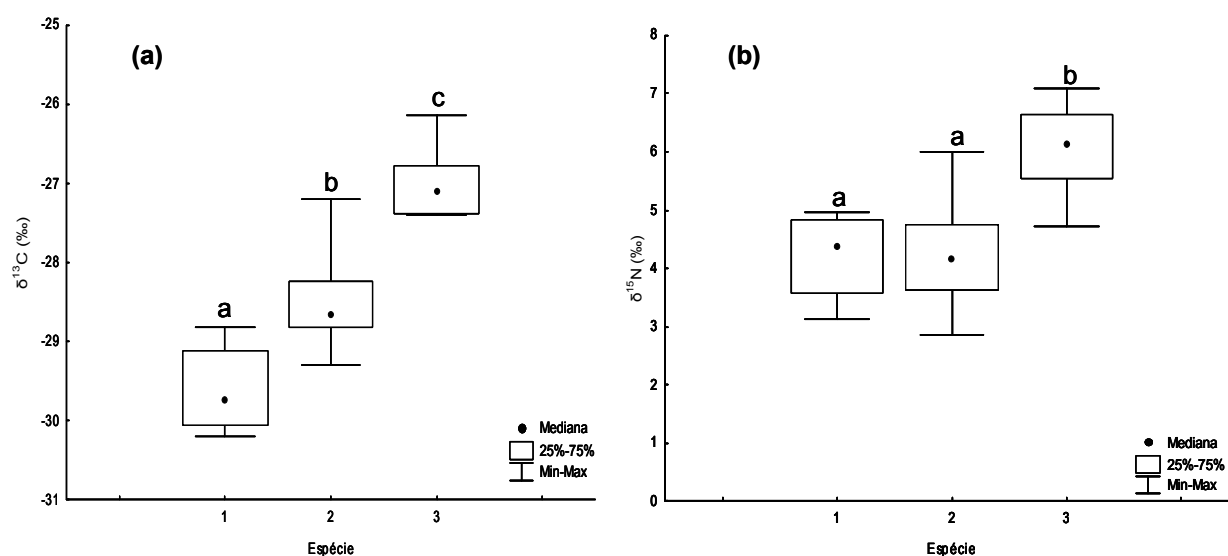 (a)
-25
-26
-27
-28
-29
-30
-31
δ¹³C (‰)
a
b
c
Mediana
25%-75%
Min-Max
1 2 3
Espécie
(b)
8
7
6
5
4
3
2
1
0
δ¹⁵N (‰)
a
a
b
Mediana
25%-75%
Min-Max
1 2 3
Espécie